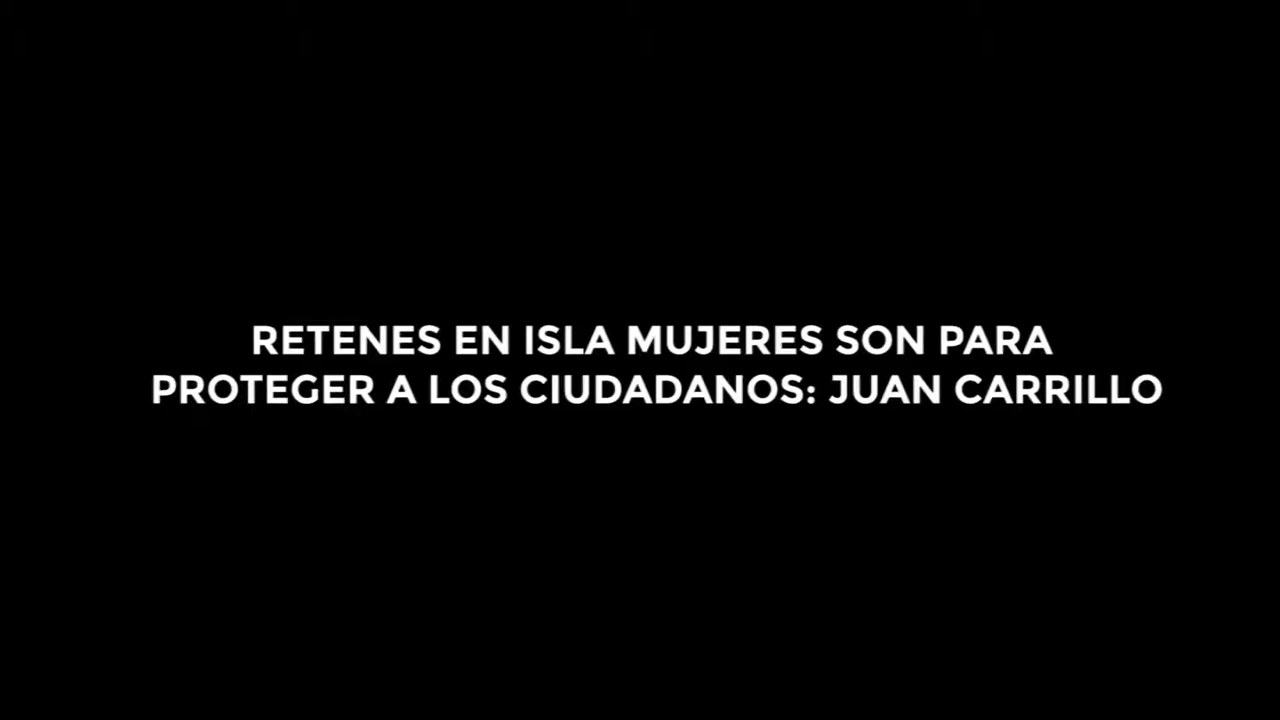 RETENES EN ISLA MUJERES SON PARA
PROTEGER A LOS CIUDADANOS: JUAN CARRILLO